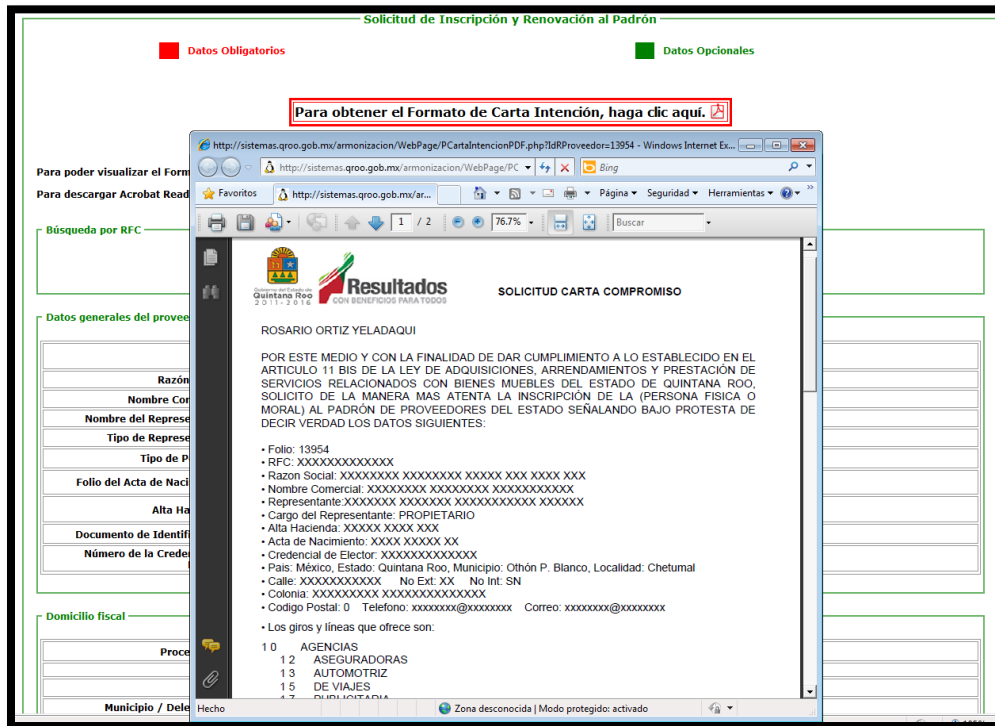 Solicitud de Inscripción y Renovación al Padrón
Datos Obligatorios
Datos Opcionales
Para obtener el Formato de Carta Intención, haga clic aquí.
Para poder visualizar el Form
Para descargar Acrobat Read
Búsqueda por RFC
Datos generales del provee
Razón
Nombre Cor
Nombre del Represe
Tipo de Represe
Tipo de P
Folio del Acta de Naci
Alta Ha
Documento de Identifi
Número de la Creder
Domicilio fiscal
Proce
Municipio / Dele
http://sistemas.qroo.gob.mx/armonizacion/WebPage/PCartaIntencionPDF.php?IdRProveedor=13954 - Windows Internet Ex...
http://sistemas.qroo.gob.mx/armonizacion/WebPage/PC
Bing
Favoritos
http://sistemas.qroo.gob.mx/ar...
Página
Seguridad
Herramientas
1 / 2
76.7%
Buscar
Gobierno del Estado de
Quintana Roo
2011-2016
Resultados
CON BENEFICIOS PARA TODOS
SOLICITUD CARTA COMPROMISO
ROSARIO ORTIZ YELADAQUI
POR ESTE MEDIO Y CON LA FINALIDAD DE DAR CUMPLIMIENTO A LO ESTABLECIDO EN EL
ARTICULO 11 BIS DE LA LEY DE ADQUISICIONES, ARRENDAMIENTOS Y PRESTACIÓN DE
SERVICIOS RELACIONADOS CON BIENES MUEBLES DEL ESTADO DE QUINTANA ROO,
SOLICITO DE LA MANERA MAS ATENTA LA INSCRIPCIÓN DE LA (PERSONA FISICA O
MORAL) AL PADRÓN DE PROVEEDORES DEL ESTADO SEÑALANDO BAJO PROTESTA DE
DECIR VERDAD LOS DATOS SIGUIENTES:
• Folio: 13954
• RFC: XXXXXXXXXXXXX
• Razon Social: XXXXXXXX XXXXXXXX XXXXX XXX XXXX XXX
• Nombre Comercial: XXXXXXXX XXXXXXXX XXXXXXXXXXX
• Representante:XXXXXXX XXXXXXX XXXXXXXXXXX XXXXXX
• Cargo del Representante: PROPIETARIO
• Alta Hacienda: XXXXX XXXX XXX
• Acta de Nacimiento: XXXX XXXXX XX
• Credencial de Elector: XXXXXXXXXXXXX
• Pais: México, Estado: Quintana Roo, Municipio: Othón P. Blanco, Localidad: Chetumal
• Calle: XXXXXXXXXXX No Ext: XX No Int: SN
• Colonia: XXXXXXXXX XXXXXXXXXXXXXX
• Codigo Postal: 0 Telefono: xxxxxxxx@xxxxxxxx Correo: xxxxxxxx@xxxxxxxx
• Los giros y líneas que ofrece son:
1 0 AGENCIAS
1 2 ASEGURADORAS
1 3 AUTOMOTRIZ
1 5 DE VIAJES
1 7 PUBLICITARIA
Hecho
Zona desconocida | Modo protegido: activado